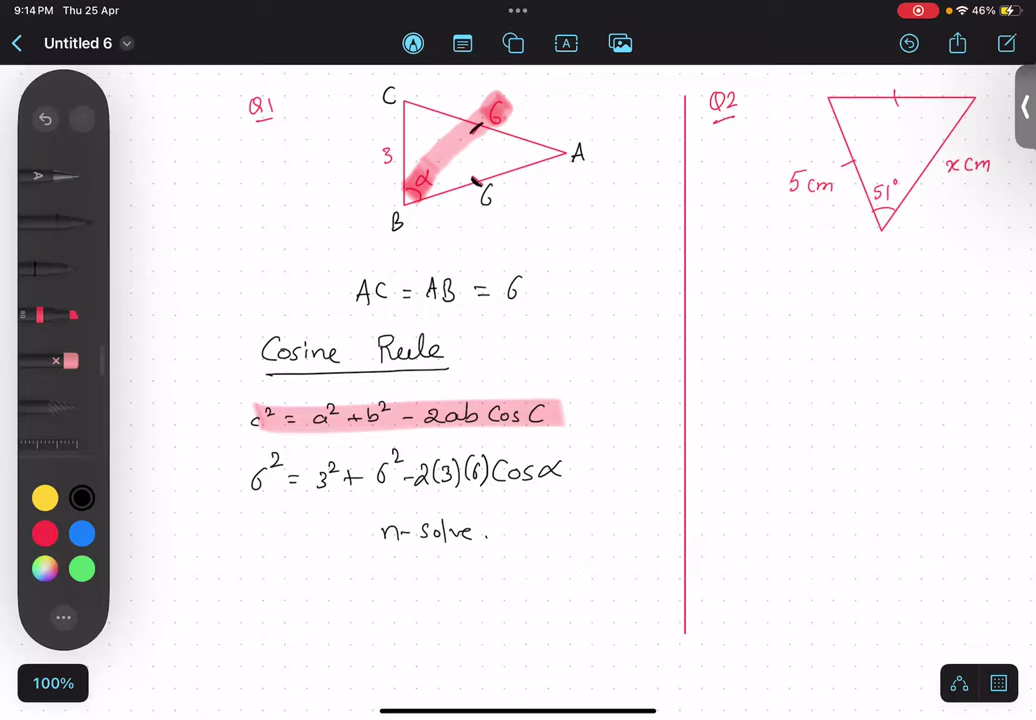 9:14 PM Thu 25 Apr
46%
Untitled 6
Q1
C
6
3
α
A
6
B
AC = AB = 6
Cosine Rule
c² = a² + b² - 2ab Cos C
6² = 3² + 6² - 2(3)(6) Cos α
n-solve.
Q2
5 cm
x cm
51°
100%